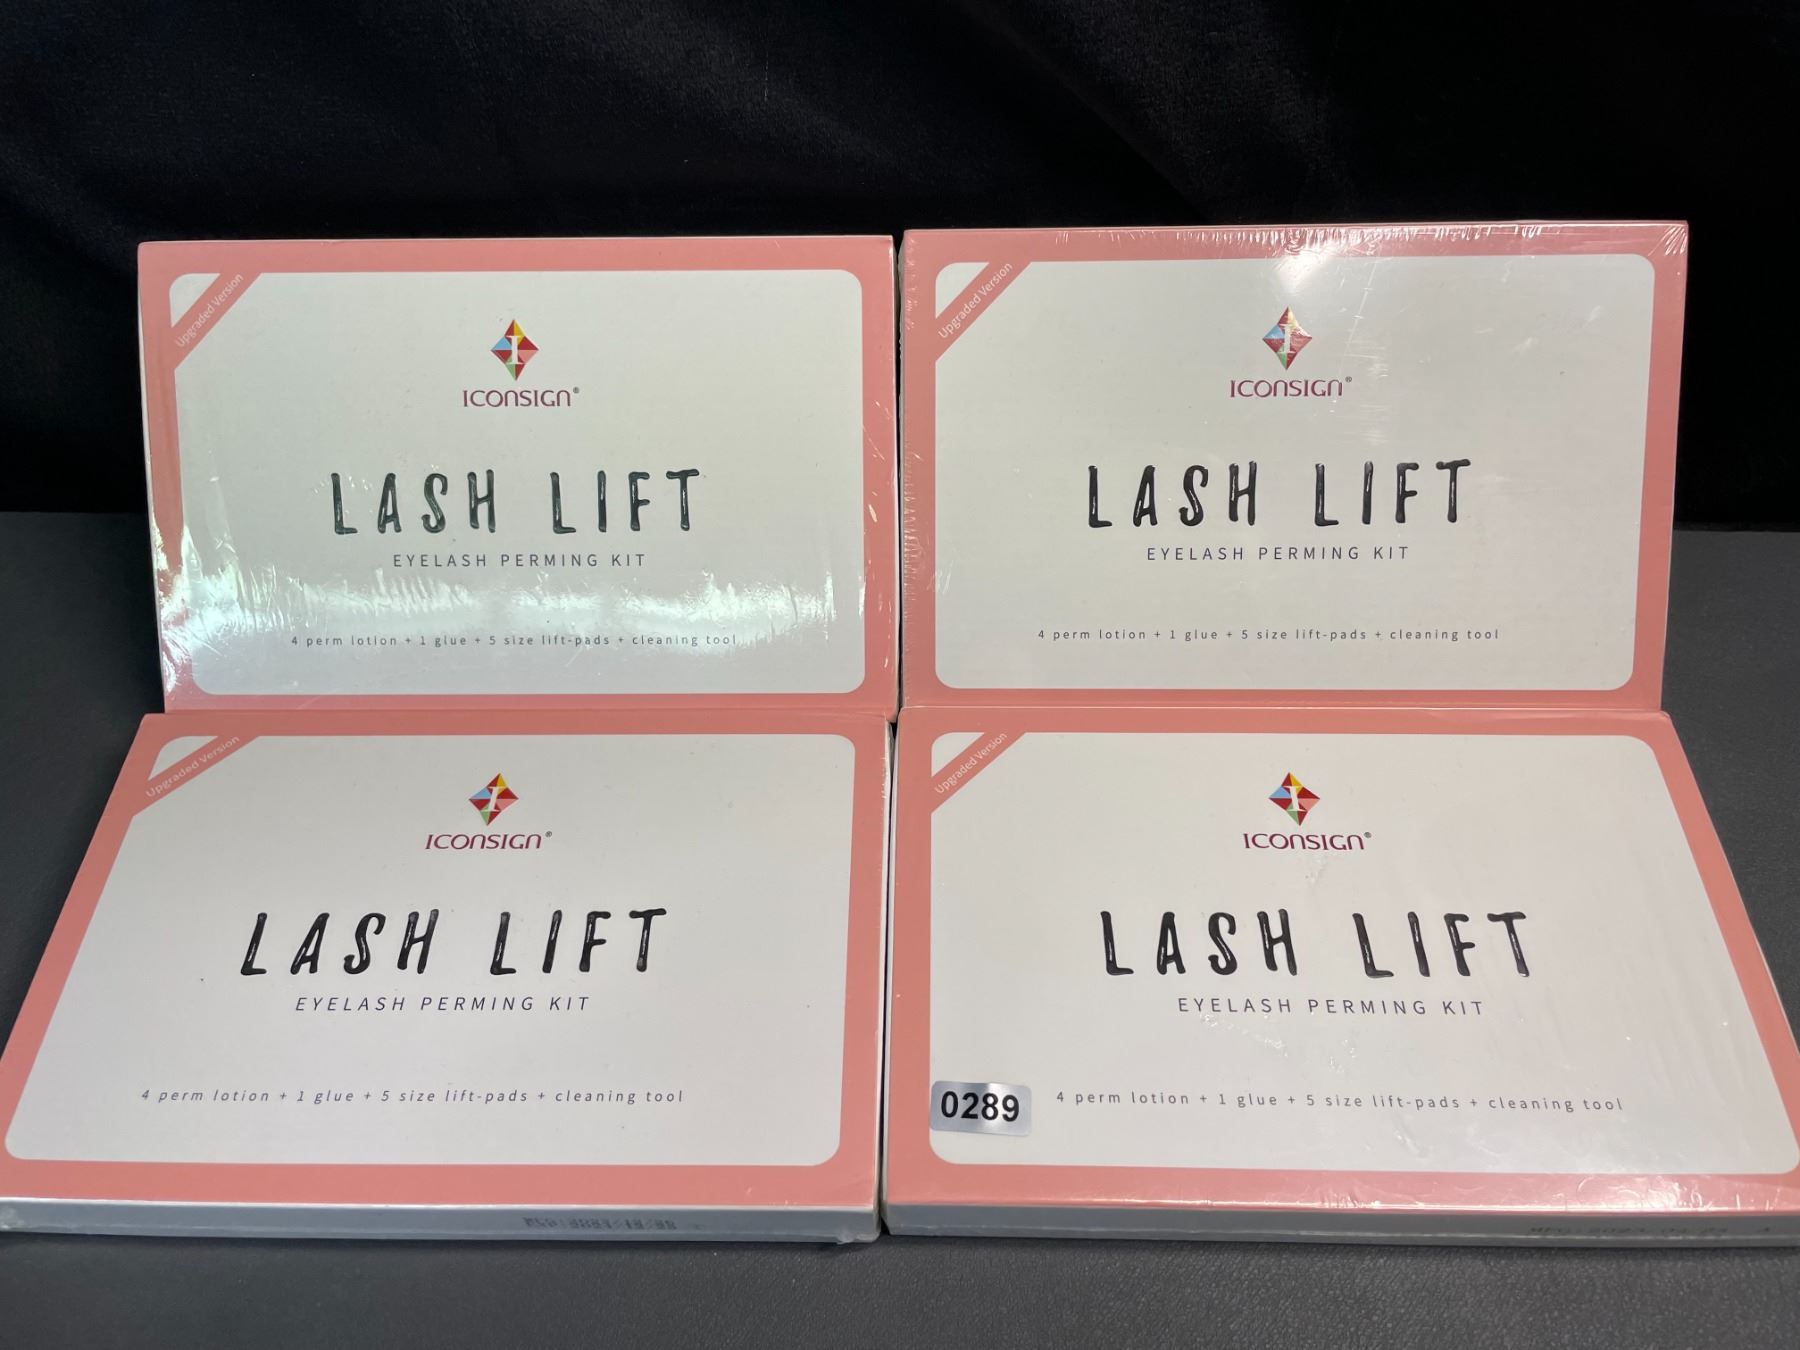 Upgraded Version
I
ICONSIGN®
LASH LIFT
EYELASH PERMING KIT
4 perm lotion + 1 glue + 5 size lift-pads + cleaning tool
Upgraded Version
I
ICONSIGN®
LASH LIFT
EYELASH PERMING KIT
4 perm lotion + 1 glue + 5 size lift-pads + cleaning tool
Upgraded Version
I
ICONSIGN®
LASH LIFT
EYELASH PERMING KIT
4 perm lotion + 1 glue + 5 size lift-pads + cleaning tool
Upgraded Version
I
ICONSIGN®
LASH LIFT
EYELASH PERMING KIT
0289
4 perm lotion + 1 glue + 5 size lift-pads + cleaning tool